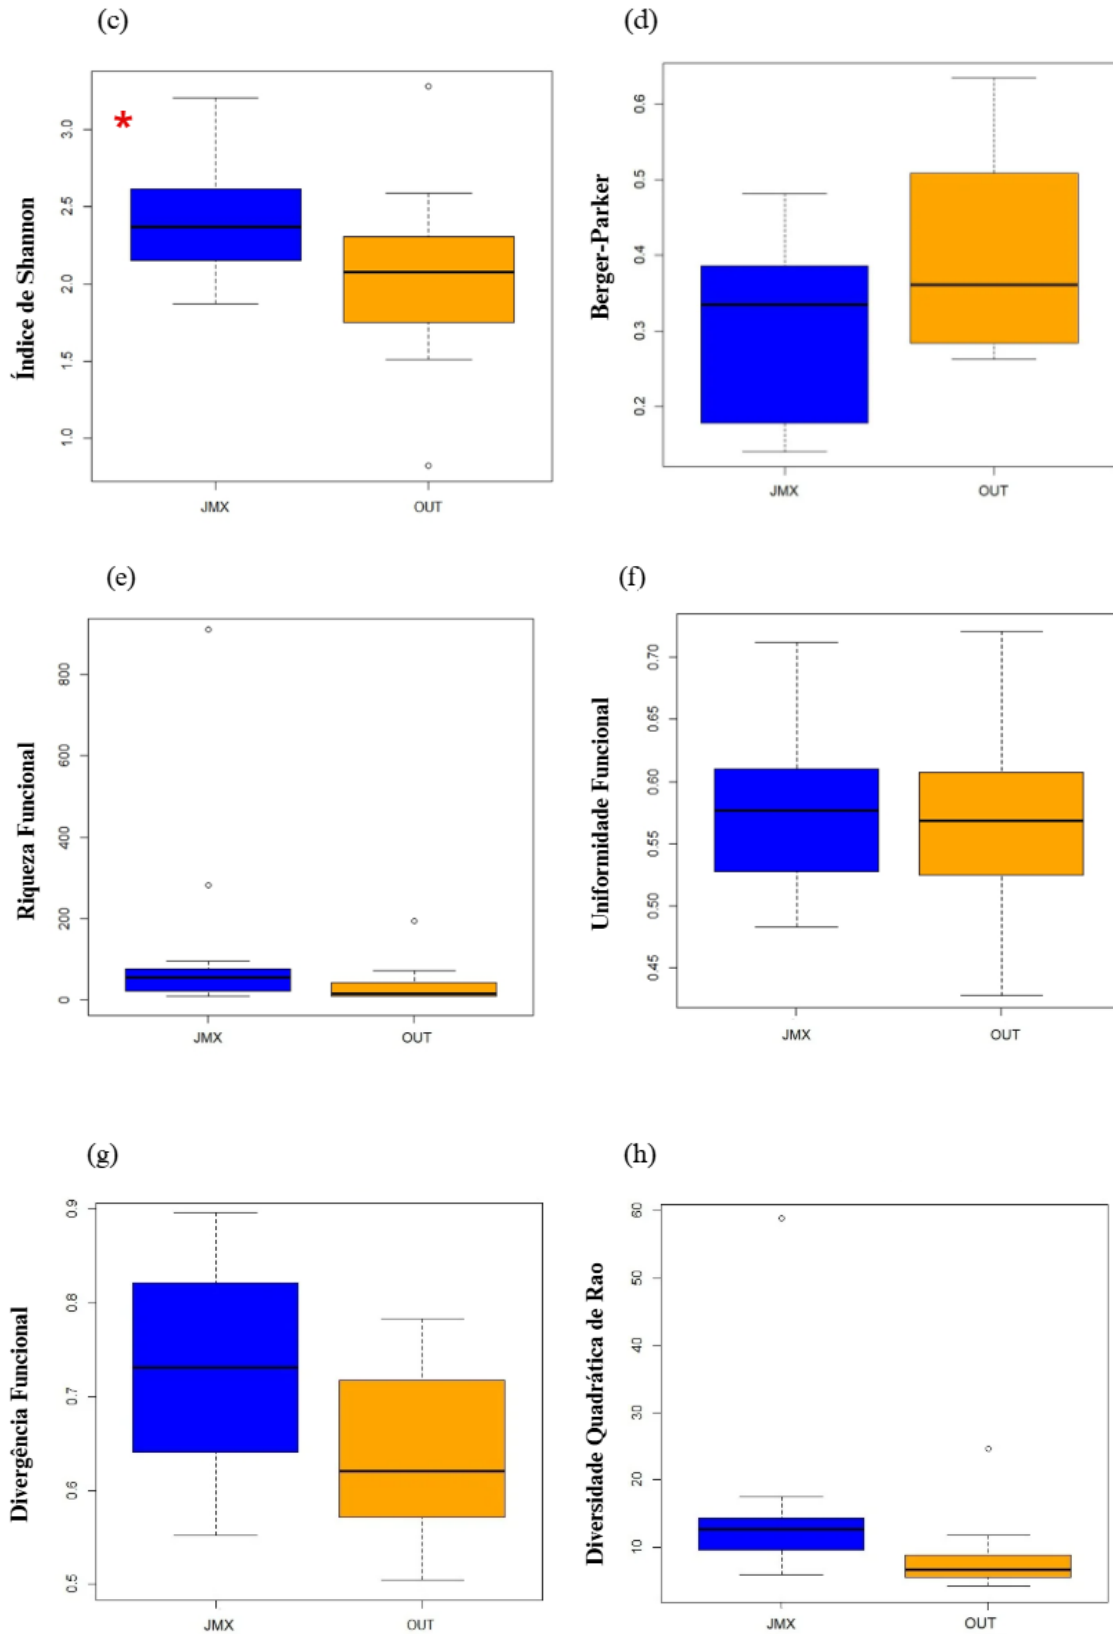 (c)
*
Índice de Shannon
3.0
2.5
2.0
1.5
1.0
JMX
OUT
(d)
Berger-Parker
0.6
0.5
0.4
0.3
0.2
JMX
OUT
(e)
Riqueza Funcional
800
600
400
200
0
JMX
OUT
(f)
Uniformidade Funcional
0.70
0.65
0.60
0.55
0.50
0.45
JMX
OUT
(g)
Divergência Funcional
0.9
0.8
0.7
0.6
0.5
JMX
OUT
(h)
Diversidade Quadrática de Rao
60
50
40
30
20
10
JMX
OUT